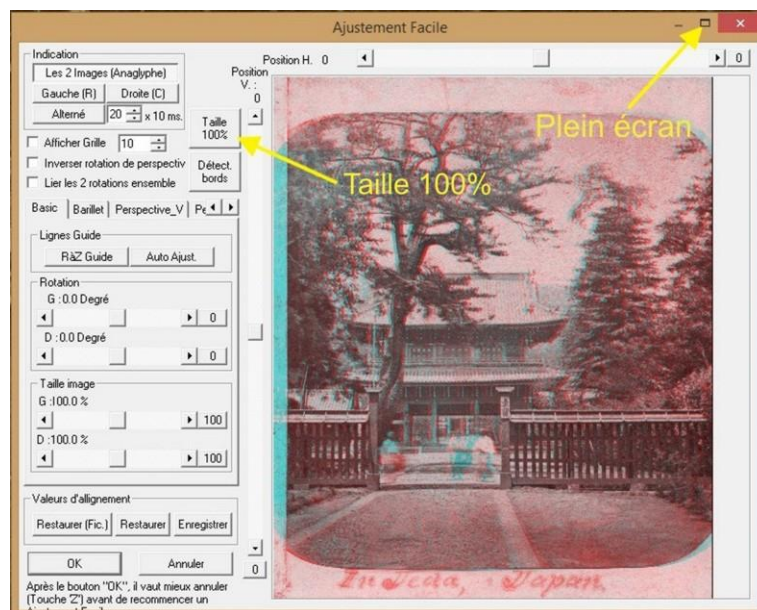 Ajustement Facile
Indication
Les 2 Images (Anaglyphe)
Gauche (R) Droite (C)
Alterné 20 x 10 ms.
Position H. 0
0
Position
V. :
0
Taille
100%
Afficher Grille 10
Inverser rotation de perspectiv
Lier les 2 rotations ensemble
Détect.
bords
Plein écran
Taille 100%
Basic Barillet Perspective_V Pe
Lignes Guide
RàZ Guide Auto Ajust.
Rotation
G :0.0 Degré
0
D :0.0 Degré
0
Taille image
G :100.0 %
100
D :100.0 %
100
Valeurs d'allignement
Restaurer (Fic.) Restaurer Enregistrer
OK Annuler
0
Après le bouton "OK", il vaut mieux annuler
(Touche 'Z') avant de recommencer un
Ajustement Facile
In Jeda, Japan.